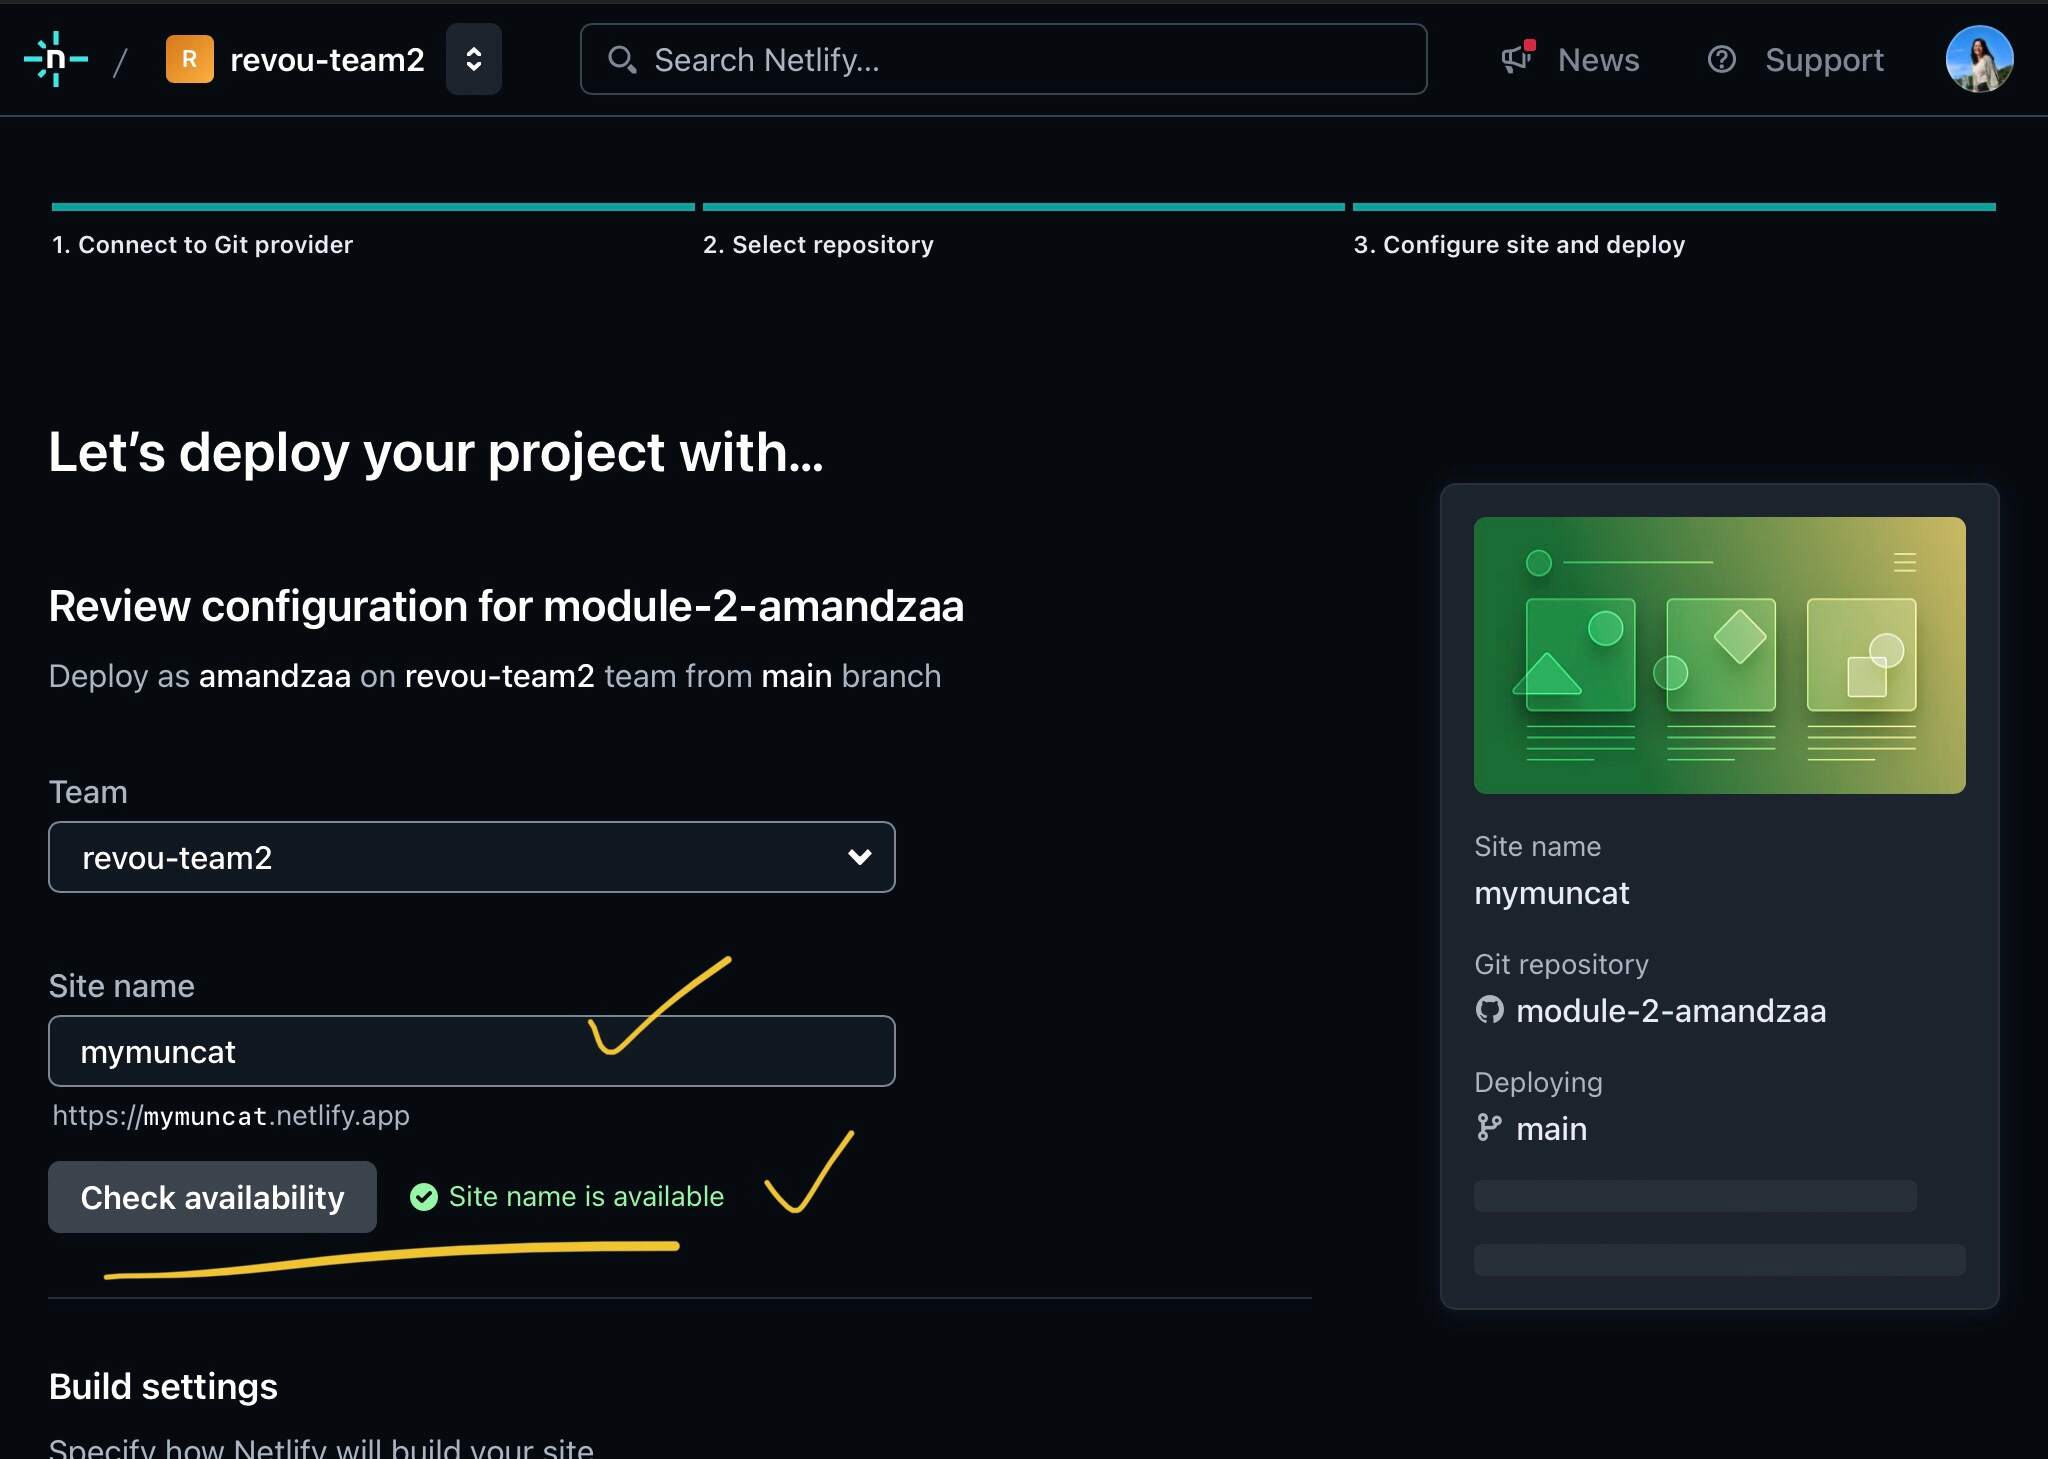 n / R revou-team2 Search Netlify... News Support
1. Connect to Git provider 2. Select repository 3. Configure site and deploy
Let's deploy your project with...
Review configuration for module-2-amandzaa
Deploy as amandzaa on revou-team2 team from main branch
Team
revou-team2
Site name
mymuncat
https://mymuncat.netlify.app
Check availability Site name is available
Build settings
Specify how Netlify will build your site
Site name
mymuncat
Git repository
module-2-amandzaa
Deploying
main